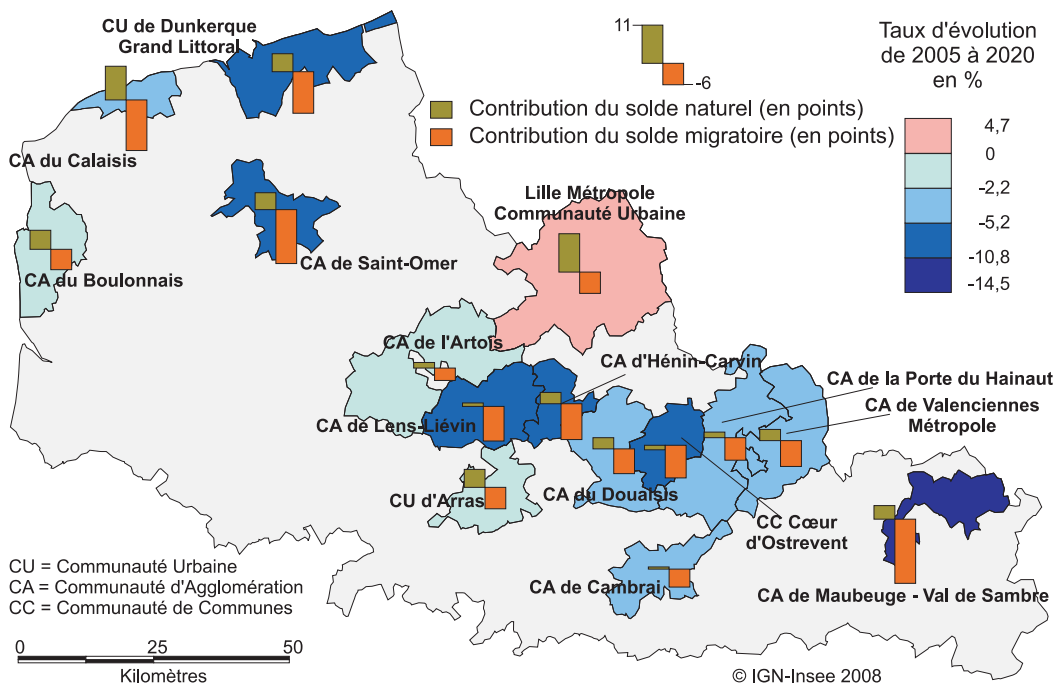 CU de Dunkerque
Grand Littoral
11
-6
Contribution du solde naturel (en points)
Contribution du solde migratoire (en points)
Taux d'évolution
de 2005 à 2020
en %
4,7
0
-2,2
-5,2
-10,8
-14,5
CA du Calaisis
Lille Métropole
Communauté Urbaine
CA de Saint-Omer
CA du Boulonnais
CA de l'Artois
CA d'Hénin-Carvin
CA de la Porte du Hainaut
CA de Valenciennes
Métropole
CA de Lens-Liévin
CU d'Arras
CA du Douaisis
CC Cœur
d'Ostrevent
CA de Cambrai
CA de Maubeuge - Val de Sambre
CU = Communauté Urbaine
CA = Communauté d'Agglomération
CC = Communauté de Communes
0 25 50
Kilomètres
© IGN-Insee 2008